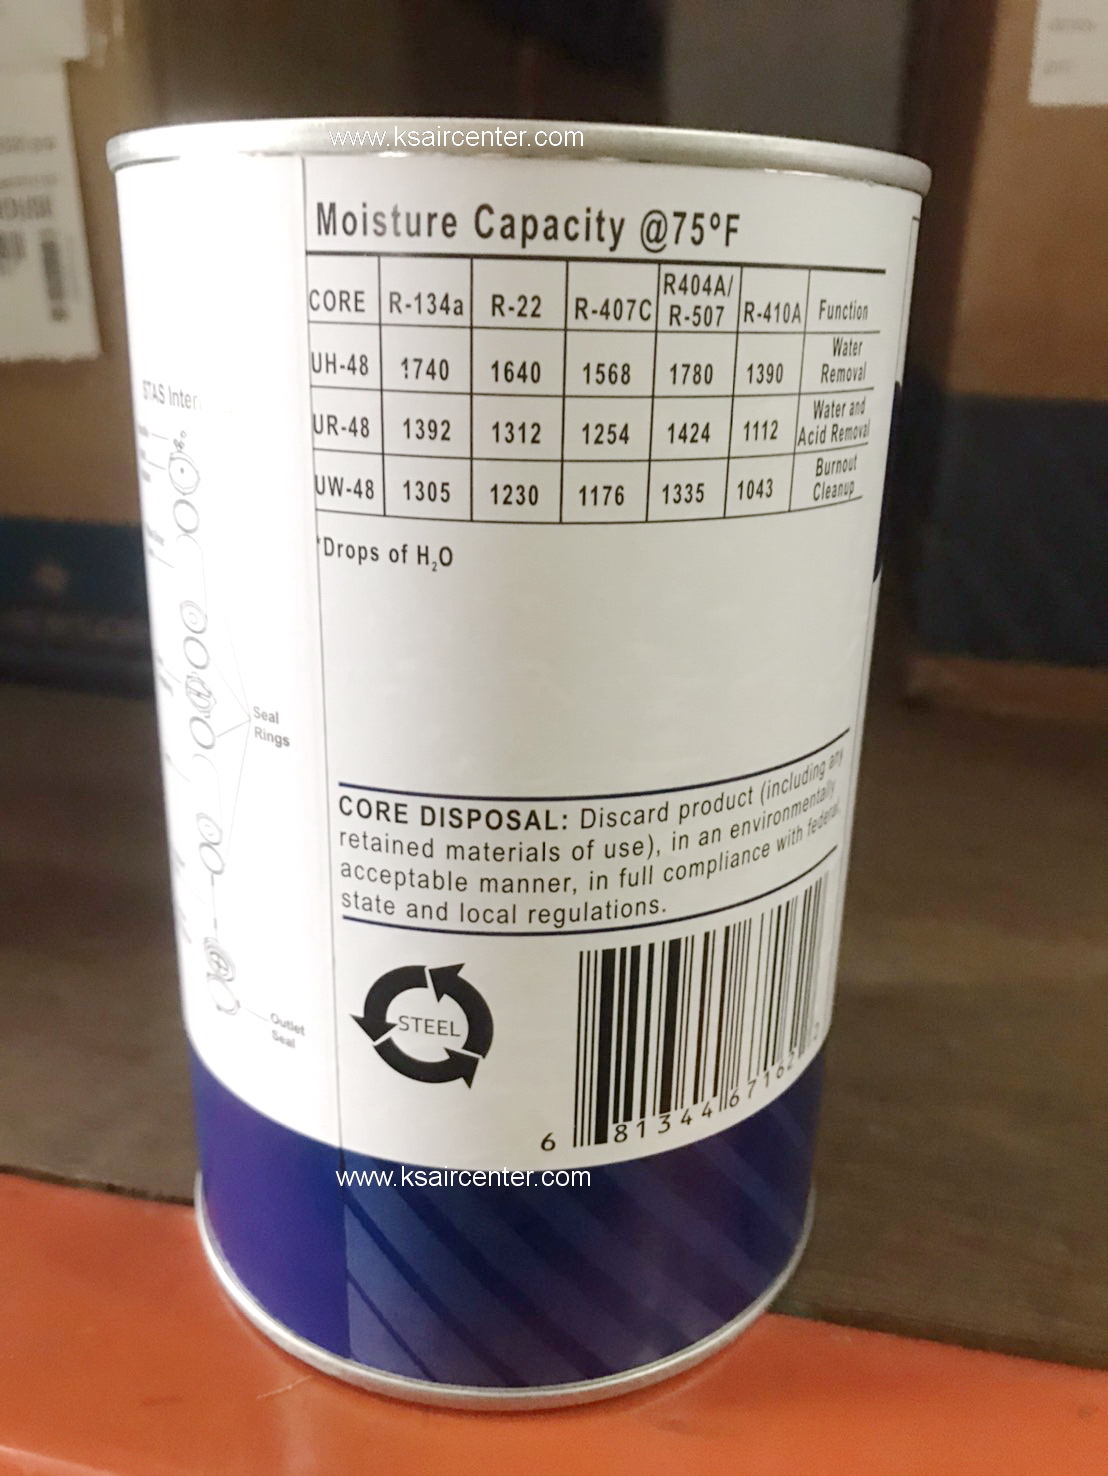 www.ksaircenter.com
Moisture Capacity @75°F
CORE R-134a R-22 R-407C R404A/R-507 R-410A Function
UH-48 1740 1640 1568 1780 1390 Water Removal
UR-48 1392 1312 1254 1424 1112 Water and Acid Removal
UW-48 1305 1230 1176 1335 1043 Burnout Cleanup
*Drops of H₂O
STAS Inter
Seal
Rings
Outlet
Seal
CORE DISPOSAL: Discard product (including any
retained materials of use), in an environmentally
acceptable manner, in full compliance with federal,
state and local regulations.
STEEL
6 81344 67162 2
www.ksaircenter.com